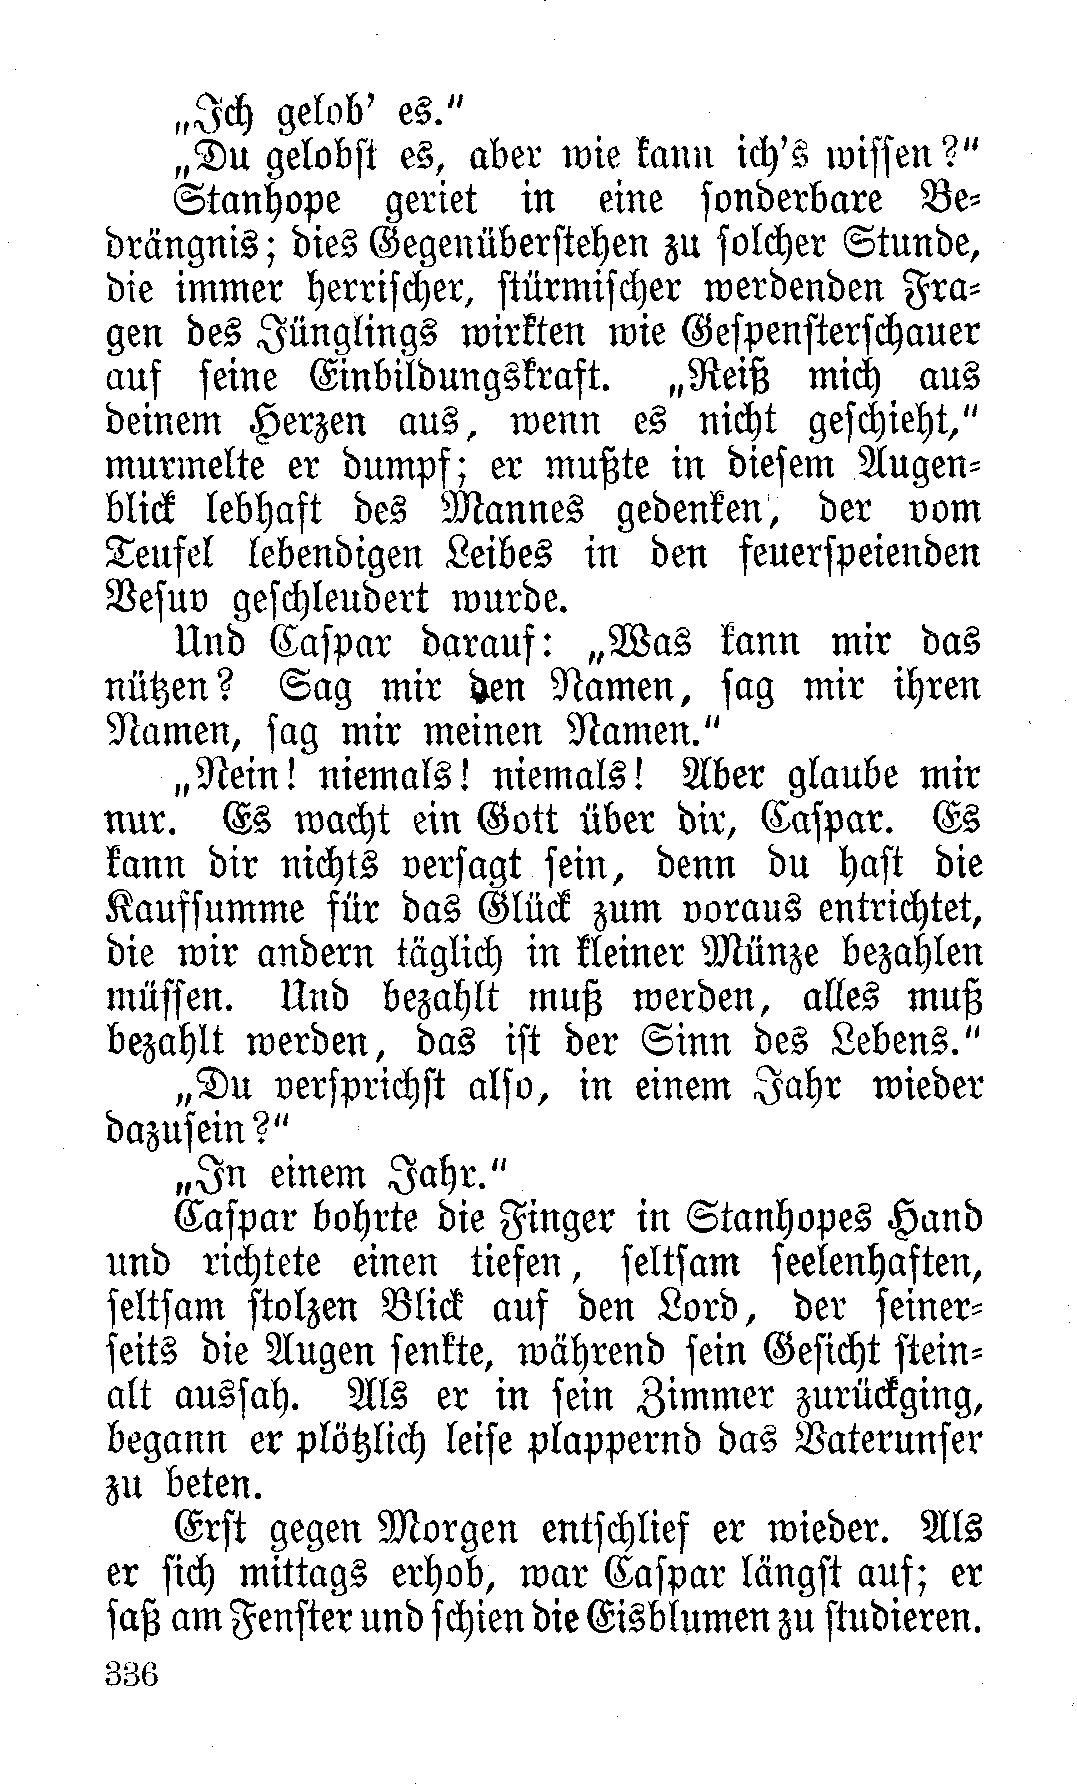 „Ich gelob’ es.“
„Du gelobst es, aber wie kann ich’s wissen?“
Stanhope geriet in eine sonderbare Be-
drängnis; dies Gegenüberstehen zu solcher Stunde,
die immer herrischer, stürmischer werdenden Fra-
gen des Jünglings wirkten wie Gespensterschauer
auf seine Einbildungskraft. „Reiß mich aus
deinem Herzen aus, wenn es nicht geschieht,“
murmelte er dumpf; er mußte in diesem Augen-
blick lebhaft des Mannes gedenken, der vom
Teufel lebendigen Leibes in den feuerspeienden
Vesuv geschleudert wurde.
Und Caspar darauf: „Was kann mir das
nützen? Sag mir den Namen, sag mir ihren
Namen, sag mir meinen Namen.“
„Nein! niemals! niemals! Aber glaube mir
nur. Es wacht ein Gott über dir, Caspar. Es
kann dir nichts versagt sein, denn du hast die
Kaufsumme für das Glück zum voraus entrichtet,
die wir andern täglich in kleiner Münze bezahlen
müssen. Und bezahlt muß werden, alles muß
bezahlt werden, das ist der Sinn des Lebens.“
„Du versprichst also, in einem Jahr wieder
dazusein?“
„In einem Jahr.“
Caspar bohrte die Finger in Stanhopes Hand
und richtete einen tiefen, seltsam seelenhaften,
seltsam stolzen Blick auf den Lord, der seiner-
seits die Augen senkte, während sein Gesicht stein-
alt aussah. Als er in sein Zimmer zurückging,
begann er plötzlich leise plappernd das Vaterunser
zu beten.
Erst gegen Morgen entschlief er wieder. Als
er sich mittags erhob, war Caspar längst auf; er
saß am Fenster und schien die Eisblumen zu studieren.
336